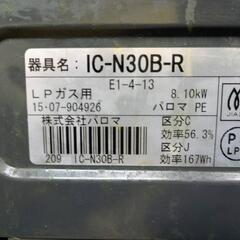 器具名: IC-N30B-R
E1-4-13
LPガス用 8.10kW
15·07-904926 パロマ PE
株式会社パロマ 区分C
効率56.3%
区分J
209 IC-N30B-R 効率167Wh
JIA
P
LP